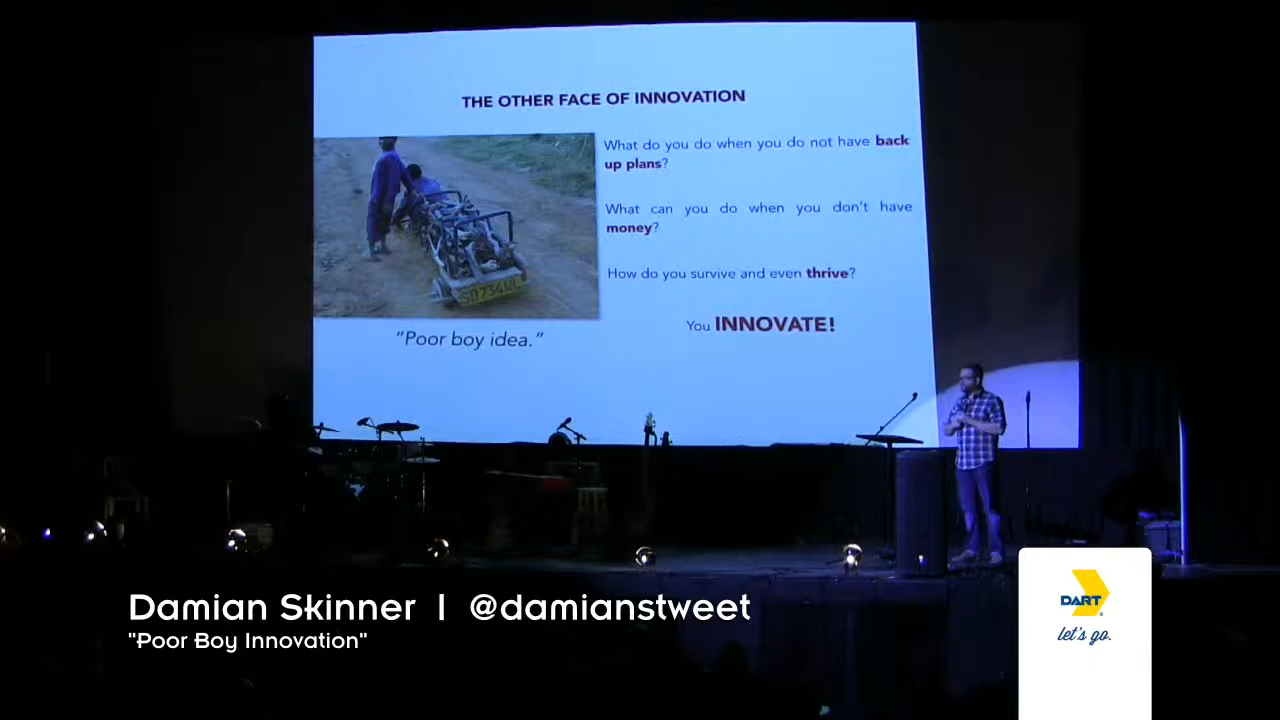 THE OTHER FACE OF INNOVATION
What do you do when you do not have back
up plans?
What can you do when you don't have
money?
How do you survive and even thrive?
You INNOVATE!
"Poor boy idea."
Damian Skinner | @damianstweet
"Poor Boy Innovation"
DART
let's go.